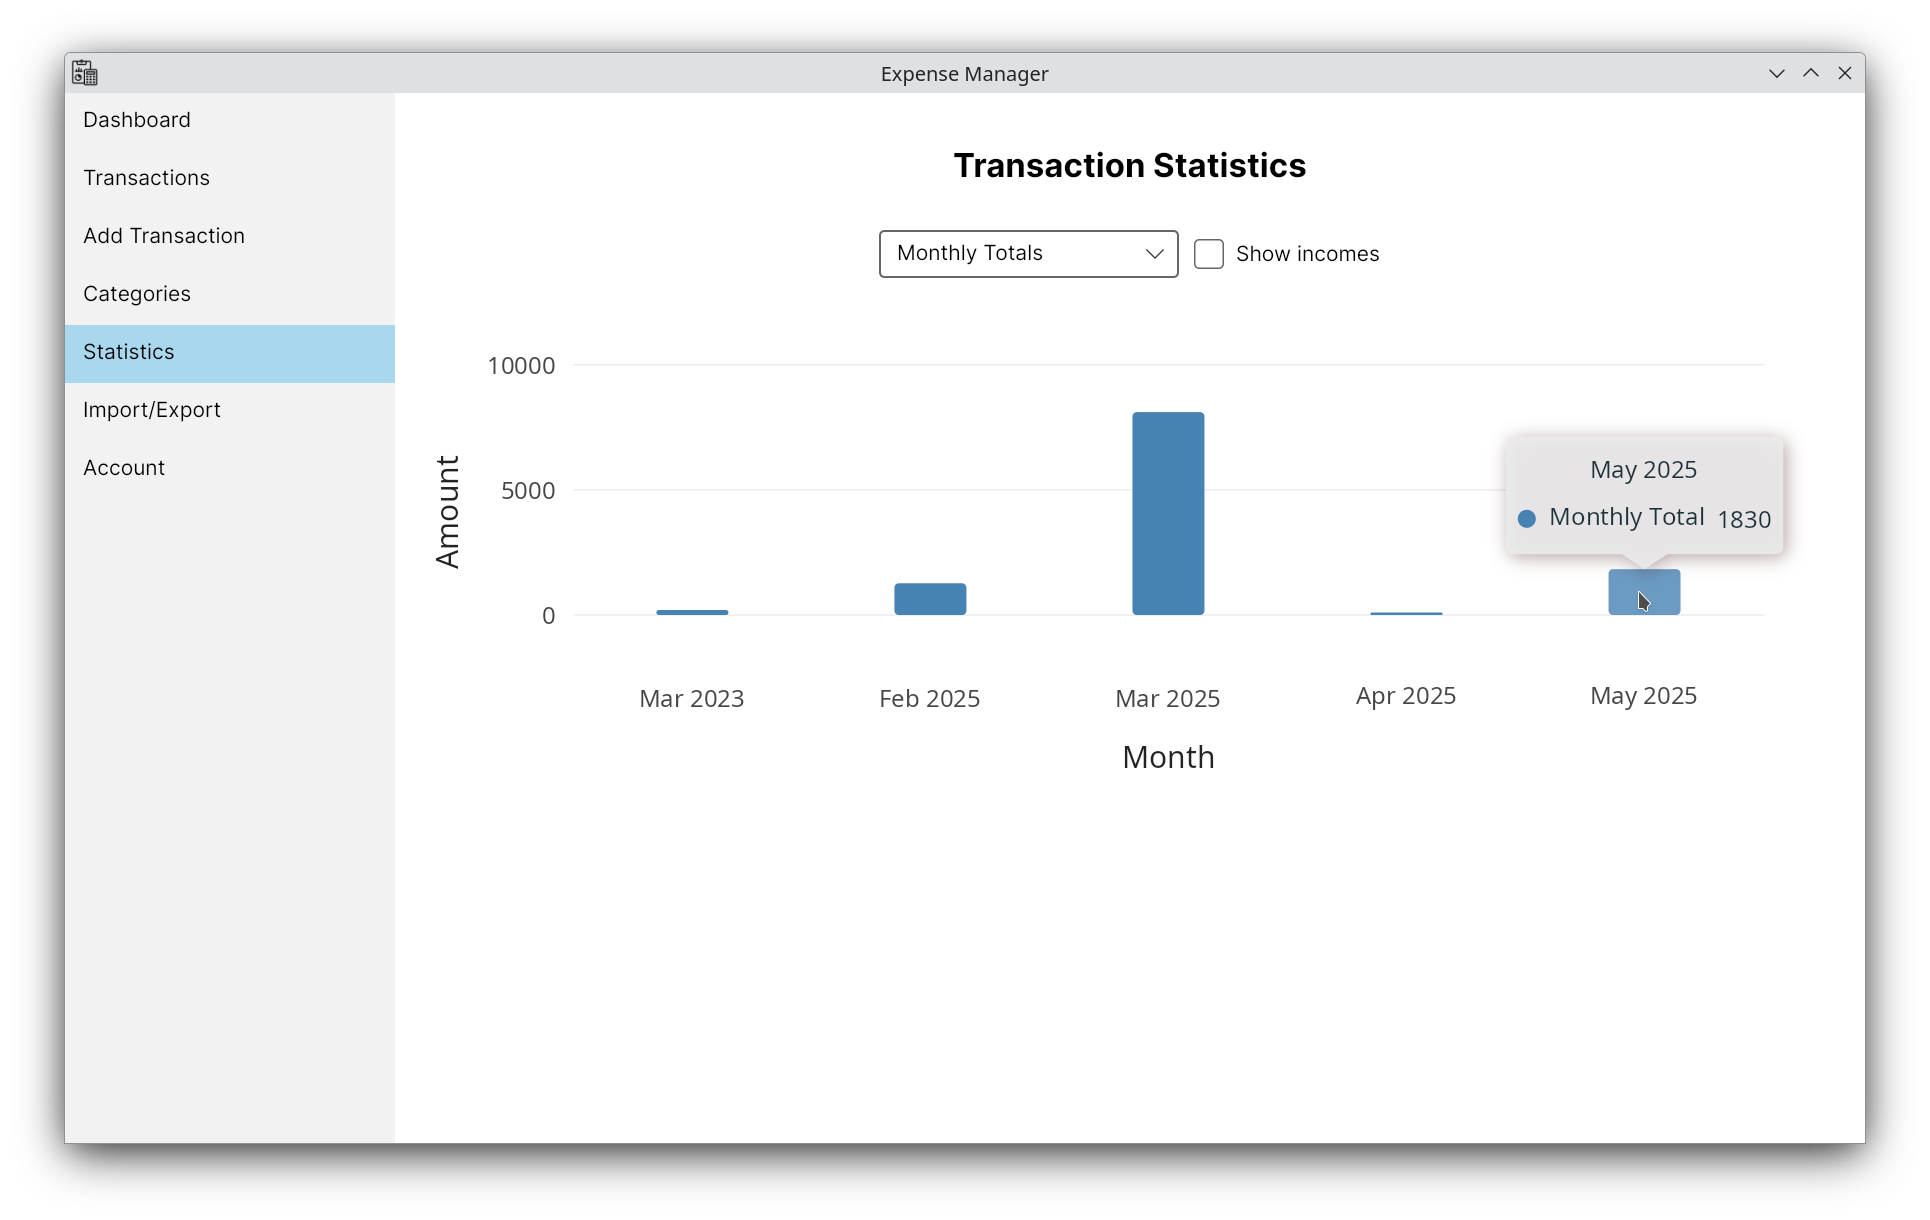 Expense Manager
Dashboard
Transactions
Add Transaction
Categories
Statistics
Import/Export
Account
Transaction Statistics
Monthly Totals
Show incomes
Amount
10000
5000
0
May 2025
Monthly Total 1830
Mar 2023
Feb 2025
Mar 2025
Apr 2025
May 2025
Month